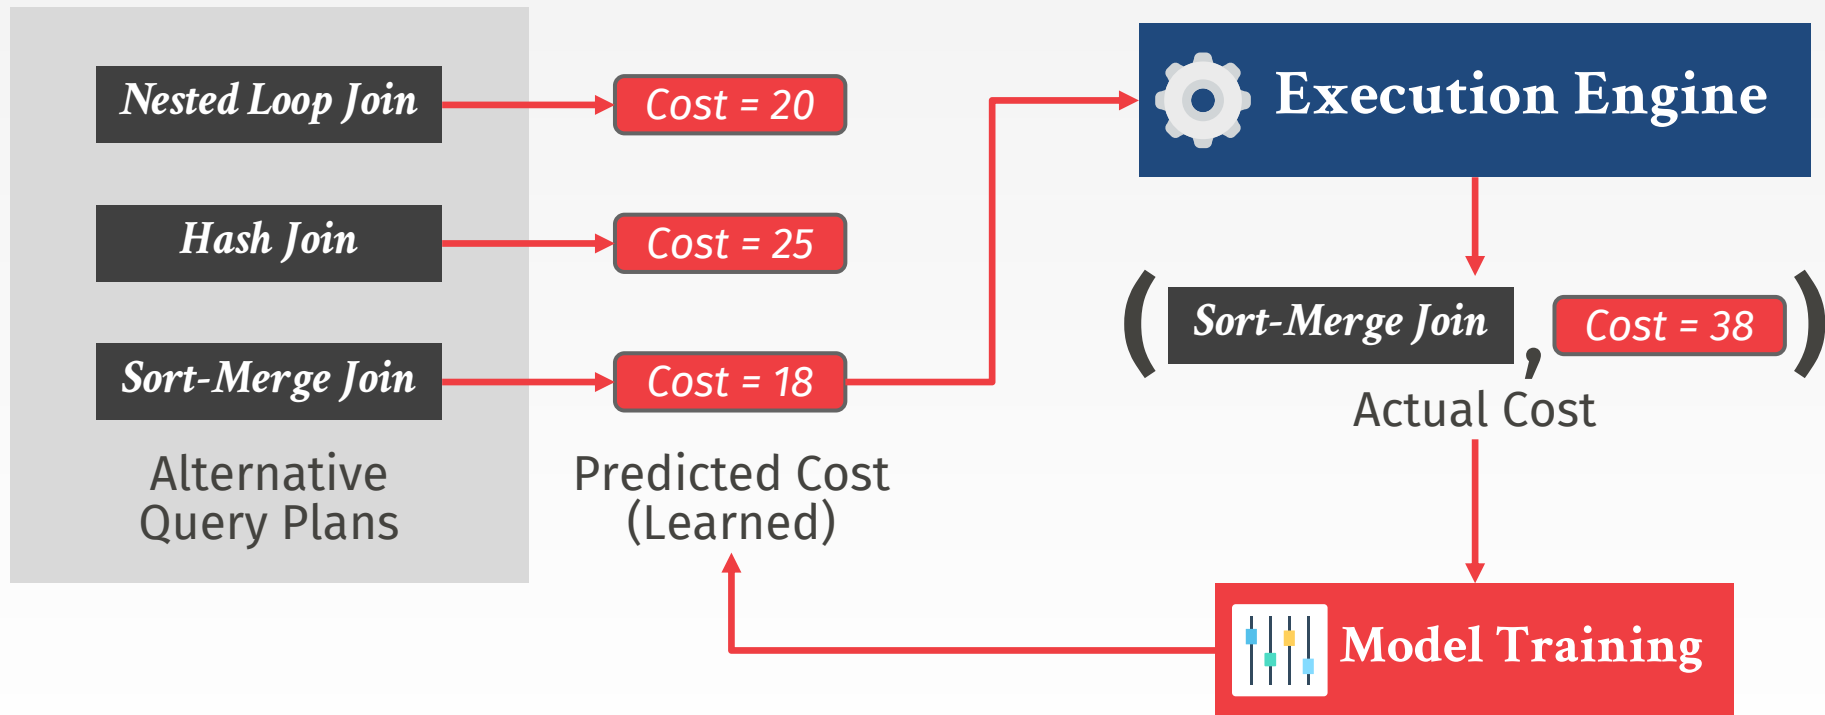 Nested Loop Join
Cost = 20
Hash Join
Cost = 25
Sort-Merge Join
Cost = 18
Alternative
Query Plans
Predicted Cost
(Learned)
Execution Engine
( Sort-Merge Join , Cost = 38 )
Actual Cost
Model Training